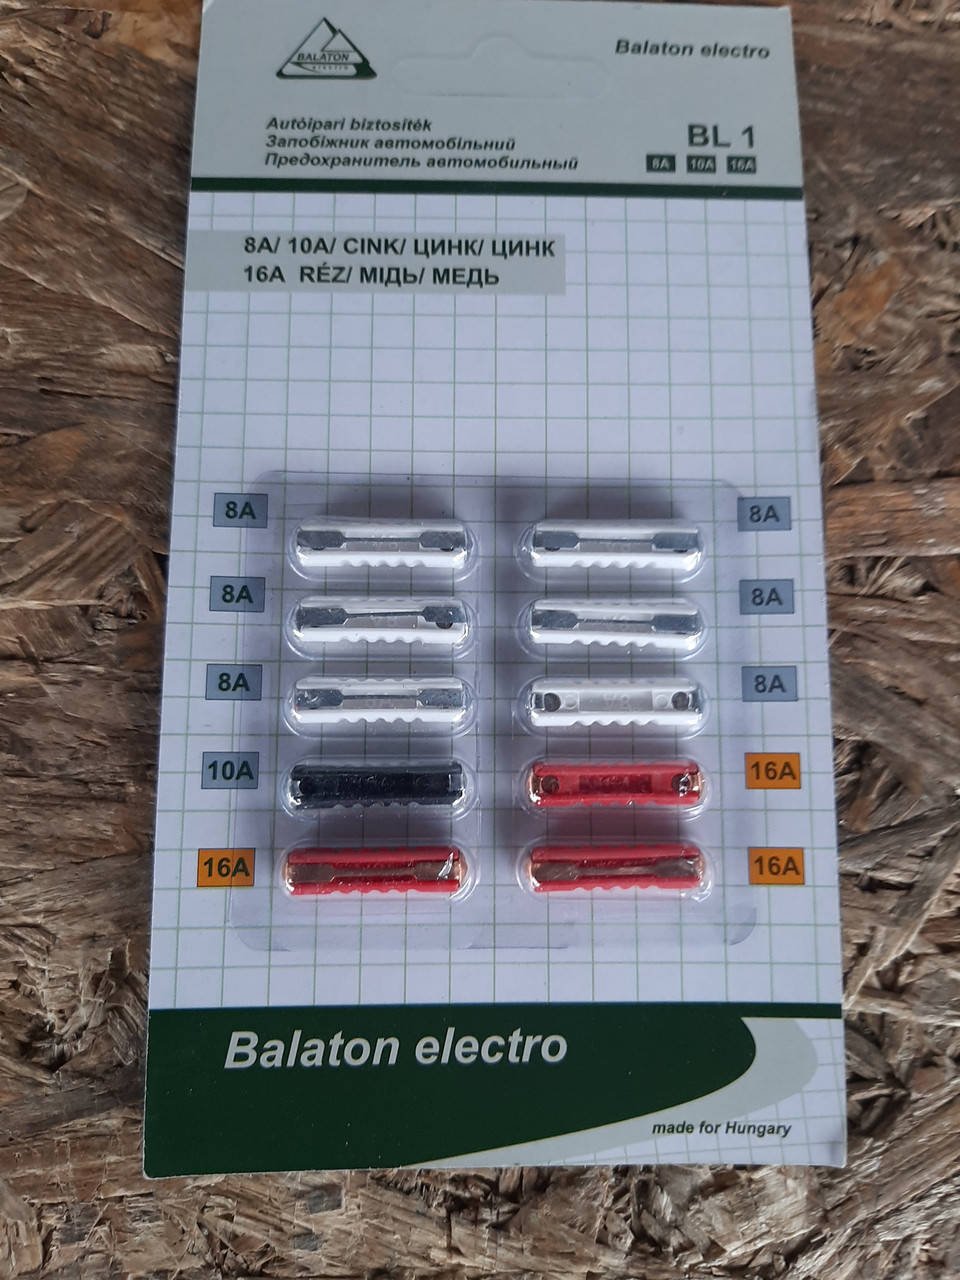 BALATON
ELECTRO
Balaton electro
Autóipari biztosíték
Запобіжник автомобільний
Предохранитель автомобильный
BL 1
8A 10A 16A
8A/ 10A/ CINK/ ЦИНК/ ЦИНК
16A RÉZ/ МІДЬ/ МЕДЬ
8A 8A
8A 8A
8A 8A
10A 16A
16A 16A
Balaton electro
made for Hungary